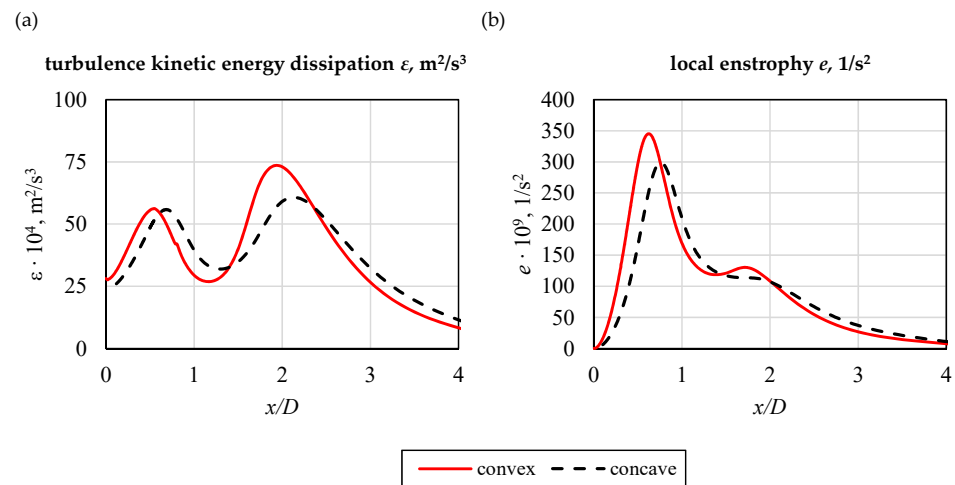 (a)
turbulence kinetic energy dissipation ε, m²/s³
ε · 10⁴, m²/s³
100
75
50
25
0
0 1 2 3 4
x/D
(b)
local enstrophy e, 1/s²
e · 10⁹, 1/s²
400
350
300
250
200
150
100
50
0
0 1 2 3 4
x/D
convex concave